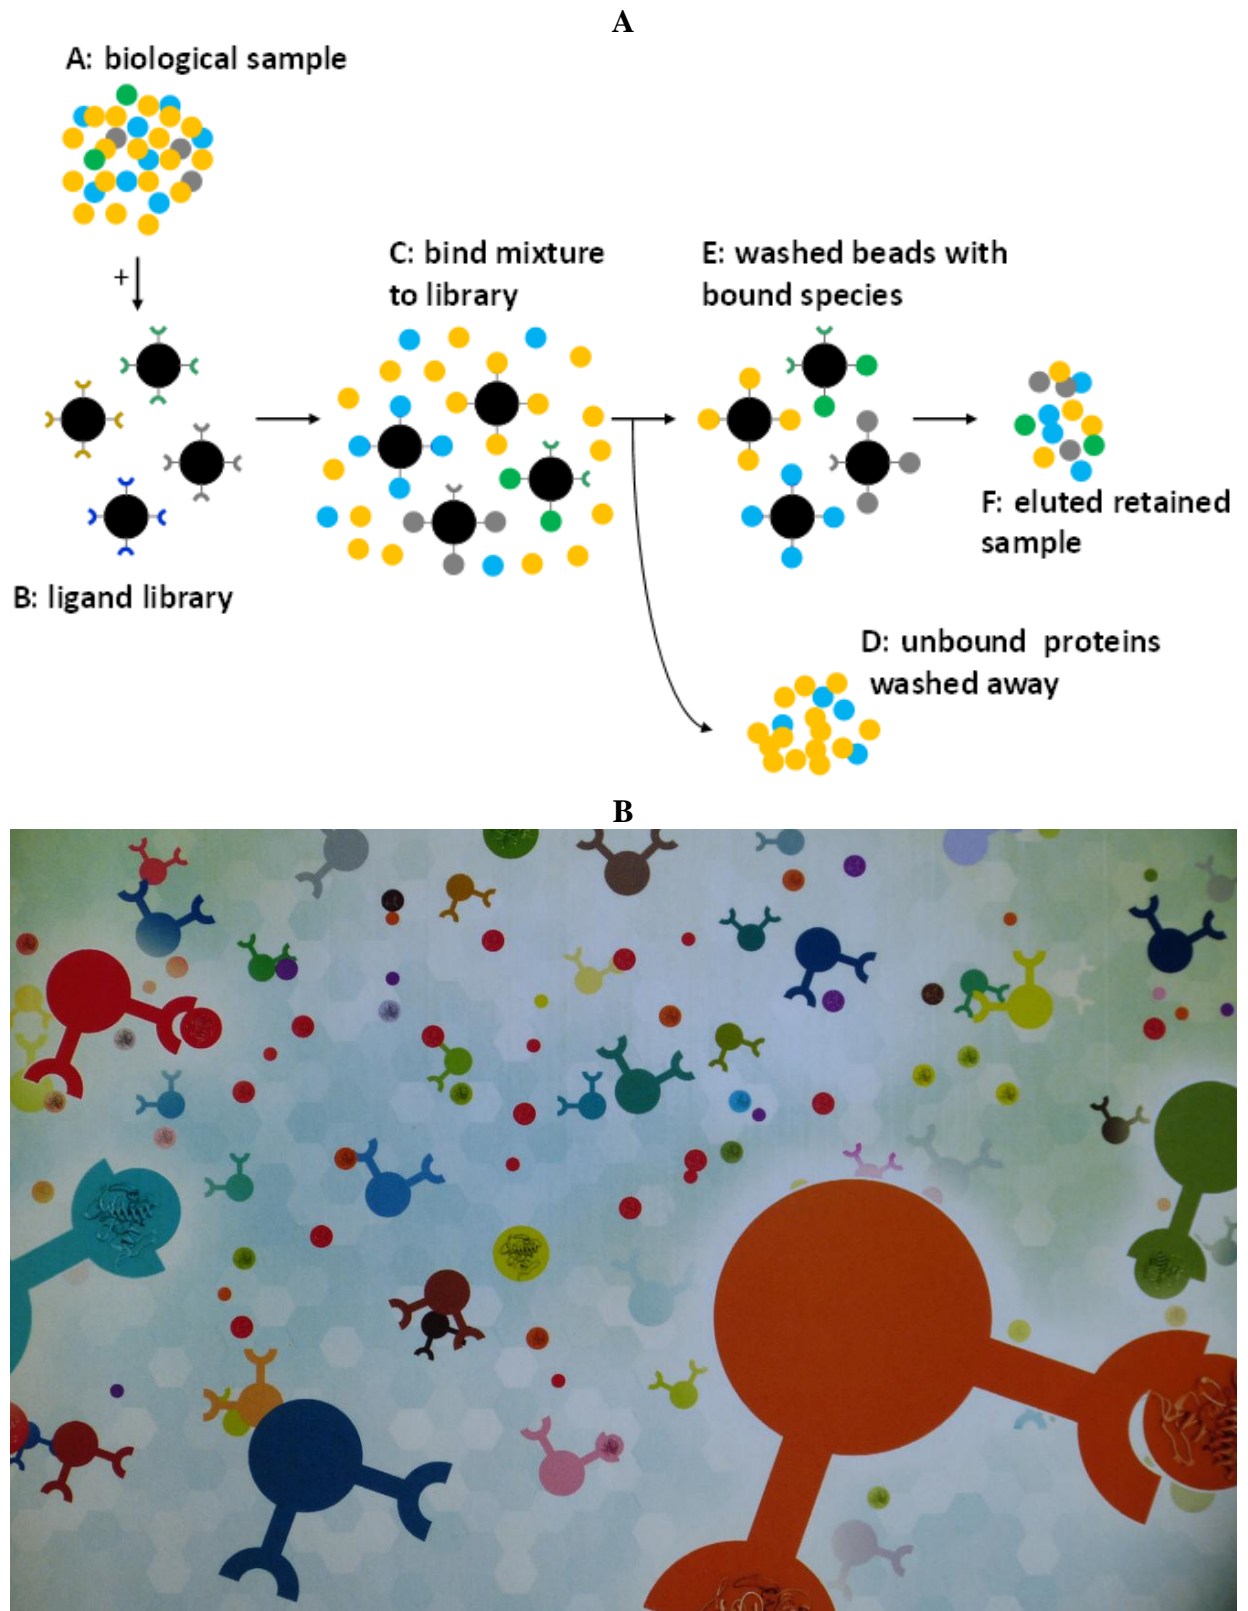 A
A: biological sample
+
C: bind mixture
to library
E: washed beads with
bound species
B: ligand library
F: eluted retained
sample
D: unbound  proteins
washed away
B